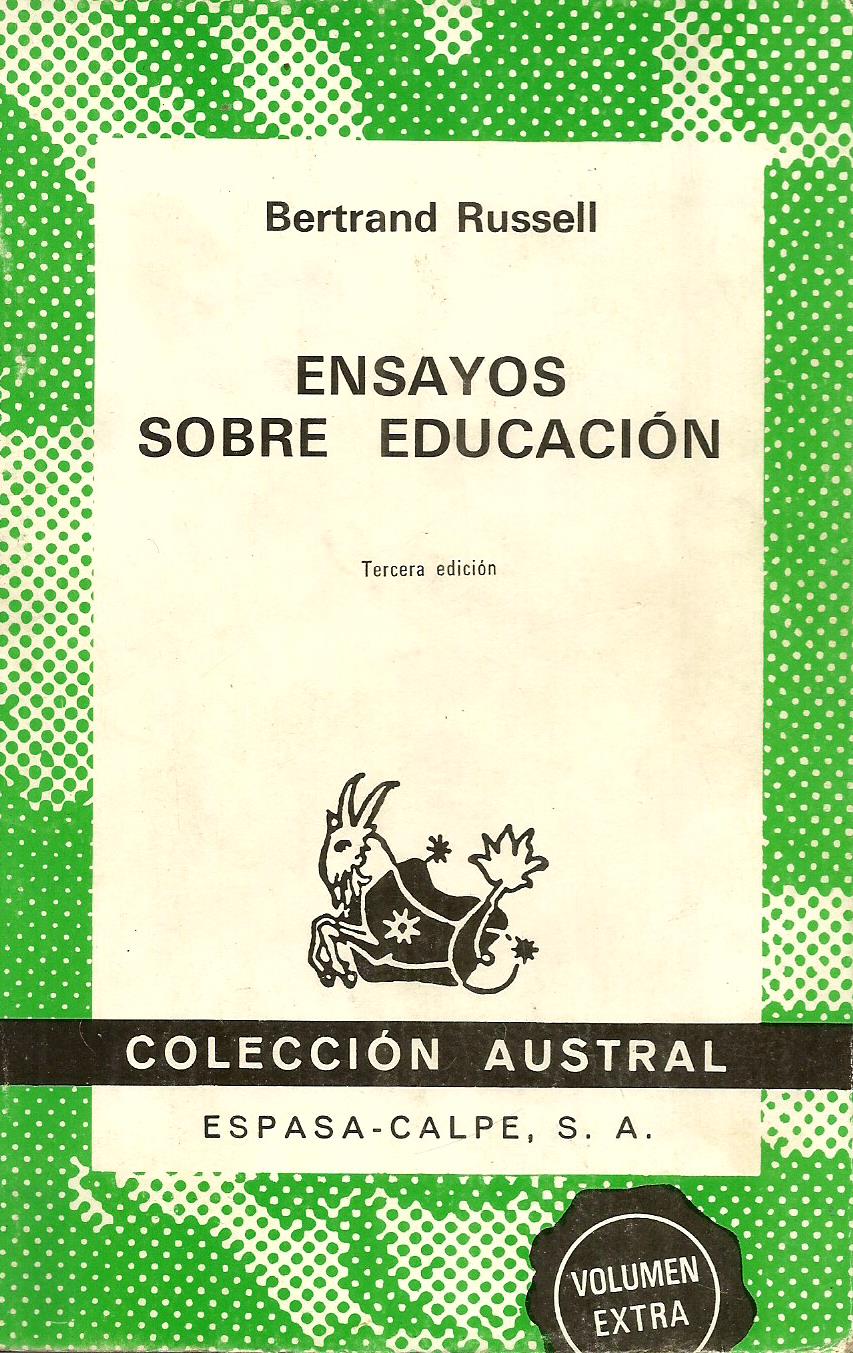 Bertrand Russell
ENSAYOS
SOBRE EDUCACIÓN
Tercera edición
COLECCIÓN AUSTRAL
ESPASA-CALPE, S. A.
VOLUMEN
EXTRA